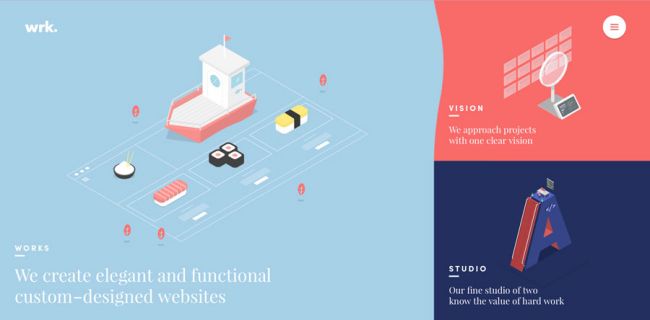 wrk.
WORKS
We create elegant and functional
custom–designed websites
VISION
We approach projects
with one clear vision
STUDIO
Our fine studio of two
know the value of hard work